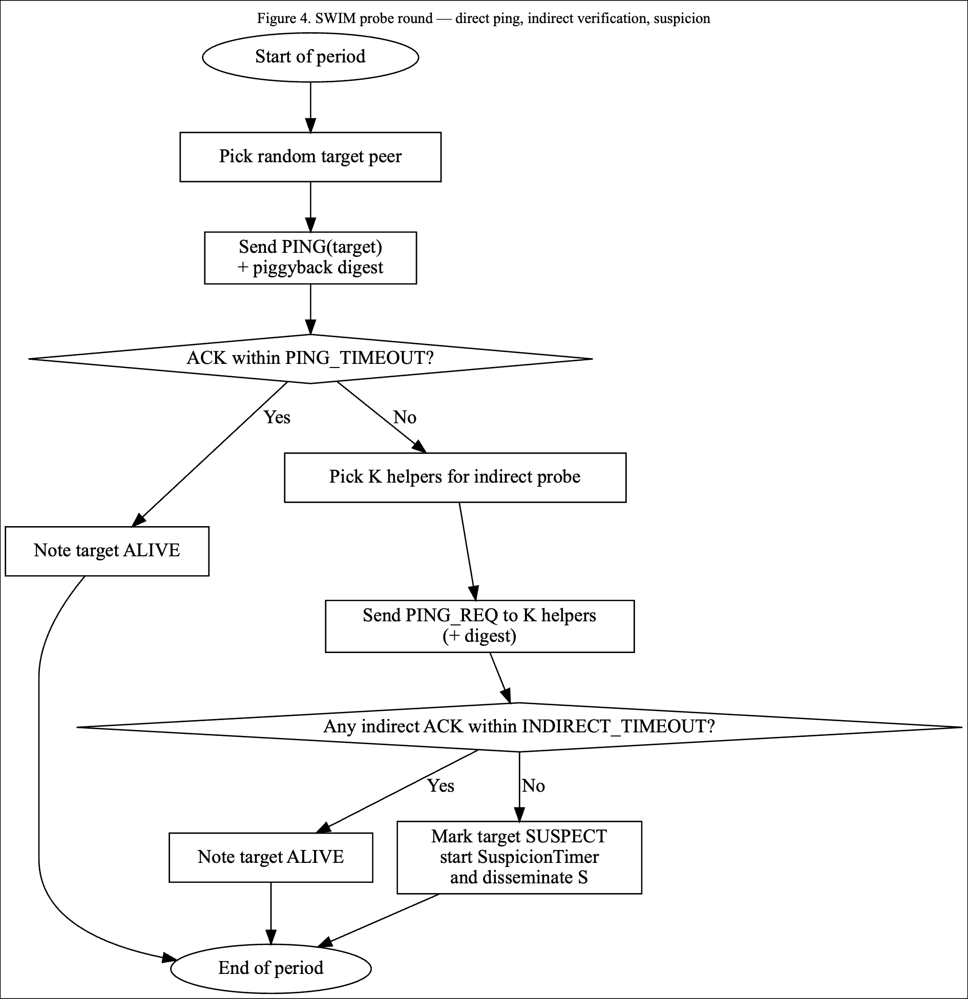 Figure 4. SWIM probe round — direct ping, indirect verification, suspicion
Start of period
Pick random target peer
Send PING(target)
+ piggyback digest
ACK within PING_TIMEOUT?
Yes
No
Pick K helpers for indirect probe
Note target ALIVE
Send PING_REQ to K helpers
(+ digest)
Any indirect ACK within INDIRECT_TIMEOUT?
Yes
No
Note target ALIVE
Mark target SUSPECT
start SuspicionTimer
and disseminate S
End of period